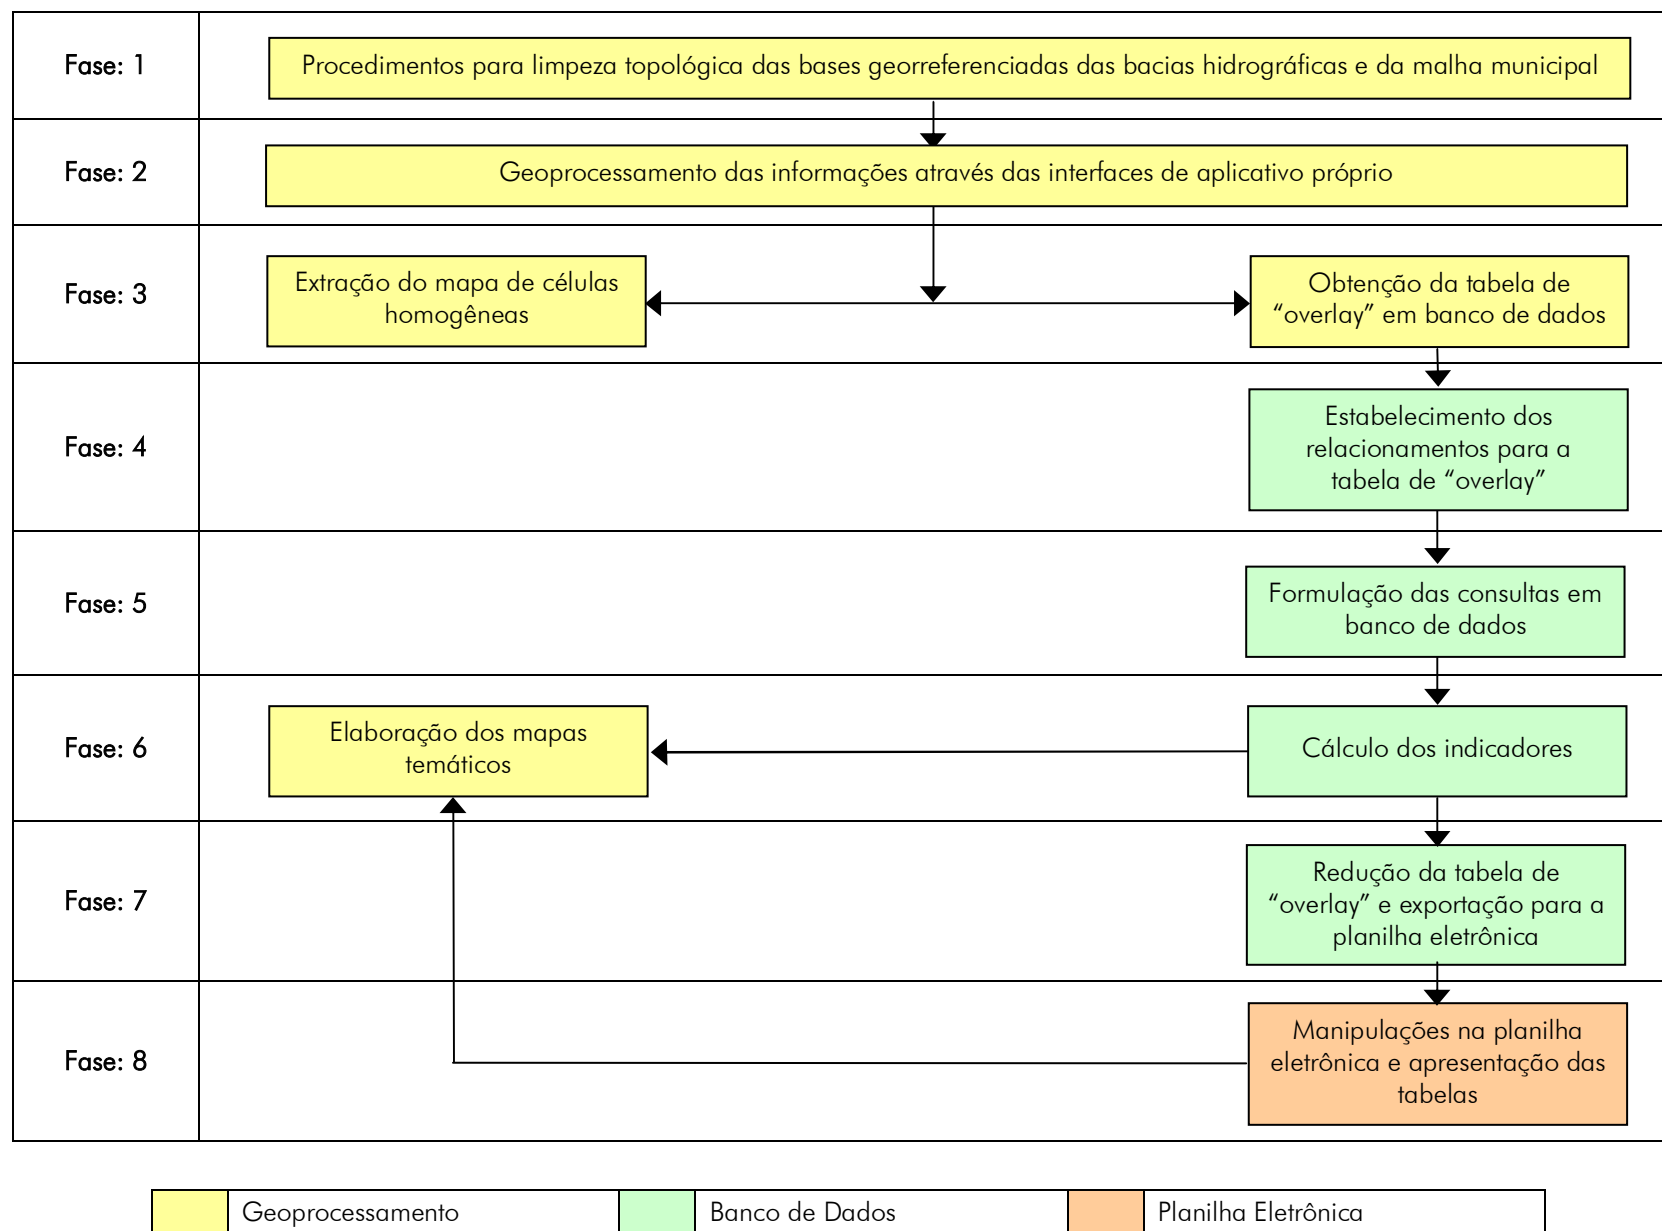 Fase: 1
Procedimentos para limpeza topológica das bases georreferenciadas das bacias hidrográficas e da malha municipal
Fase: 2
Geoprocessamento das informações através das interfaces de aplicativo próprio
Fase: 3
Extração do mapa de células
homogêneas
Obtenção da tabela de
“overlay” em banco de dados
Fase: 4
Estabelecimento dos
relacionamentos para a
tabela de “overlay”
Fase: 5
Formulação das consultas em
banco de dados
Fase: 6
Elaboração dos mapas
temáticos
Cálculo dos indicadores
Fase: 7
Redução da tabela de
“overlay” e exportação para a
planilha eletrônica
Fase: 8
Manipulações na planilha
eletrônica e apresentação das
tabelas
Geoprocessamento
Banco de Dados
Planilha Eletrônica